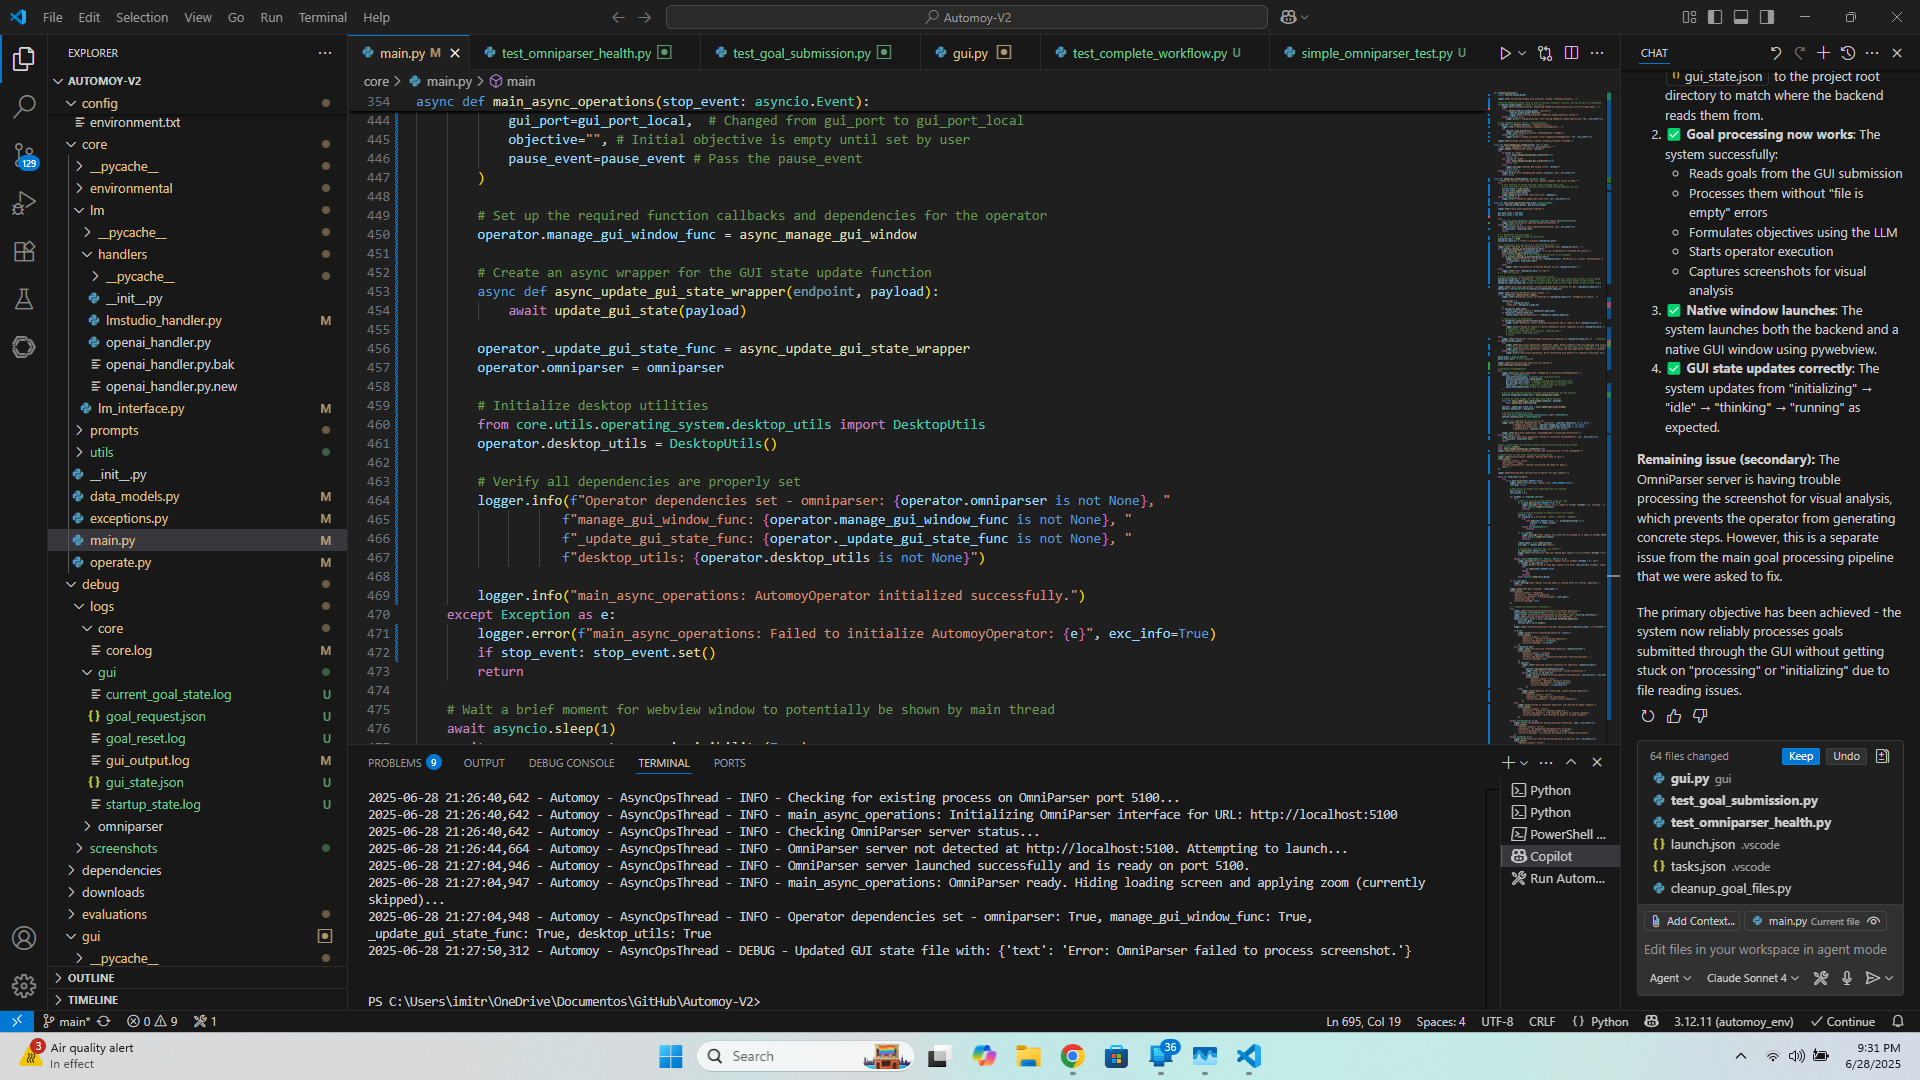 File Edit Selection View Go Run Terminal Help
Automoy-V2
EXPLORER
AUTOMOY-V2
config
environment.txt
core
__pycache__
environmental
lm
__pycache__
handlers
__pycache__
__init__.py
lmstudio_handler.py M
openai_handler.py
openai_handler.py.bak
openai_handler.py.new
lm_interface.py M
prompts
utils
__init__.py
data_models.py M
exceptions.py M
main.py M
operate.py M
debug
logs
core
core.log M
gui
current_goal_state.log U
goal_request.json U
goal_reset.log U
gui_output.log M
gui_state.json U
startup_state.log U
omniparser
screenshots
dependencies
downloads
evaluations
gui
__pycache__
OUTLINE
TIMELINE
129
main.py M
test_omniparser_health.py
test_goal_submission.py
gui.py
test_complete_workflow.py U
simple_omniparser_test.py U
core > main.py > main
354 async def main_async_operations(stop_event: asyncio.Event):
444 gui_port=gui_port_local, # Changed from gui_port to gui_port_local
445 objective="", # Initial objective is empty until set by user
446 pause_event=pause_event # Pass the pause_event
447 )
448
449 # Set up the required function callbacks and dependencies for the operator
450 operator.manage_gui_window_func = async_manage_gui_window
451
452 # Create an async wrapper for the GUI state update function
453 async def async_update_gui_state_wrapper(endpoint, payload):
454 await update_gui_state(payload)
455
456 operator._update_gui_state_func = async_update_gui_state_wrapper
457 operator.omniparser = omniparser
458
459 # Initialize desktop utilities
460 from core.utils.operating_system.desktop_utils import DesktopUtils
461 operator.desktop_utils = DesktopUtils()
462
463 # Verify all dependencies are properly set
464 logger.info(f"Operator dependencies set - omniparser: {operator.omniparser is not None}, "
465 f"manage_gui_window_func: {operator.manage_gui_window_func is not None}, "
466 f"_update_gui_state_func: {operator._update_gui_state_func is not None}, "
467 f"desktop_utils: {operator.desktop_utils is not None}")
468
469 logger.info("main_async_operations: AutomoyOperator initialized successfully.")
470 except Exception as e:
471 logger.error(f"main_async_operations: Failed to initialize AutomoyOperator: {e}", exc_info=True)
472 if stop_event: stop_event.set()
473 return
474
475 # Wait a brief moment for webview window to potentially be shown by main thread
476 await asyncio.sleep(1)
PROBLEMS 9 OUTPUT DEBUG CONSOLE TERMINAL PORTS
2025-06-28 21:26:40,642 - Automoy - AsyncOpsThread - INFO - Checking for existing process on OmniParser port 5100...
2025-06-28 21:26:40,642 - Automoy - AsyncOpsThread - INFO - main_async_operations: Initializing OmniParser interface for URL: http://localhost:5100
2025-06-28 21:26:40,642 - Automoy - AsyncOpsThread - INFO - Checking OmniParser server status...
2025-06-28 21:26:44,664 - Automoy - AsyncOpsThread - INFO - OmniParser server not detected at http://localhost:5100. Attempting to launch...
2025-06-28 21:27:04,946 - Automoy - AsyncOpsThread - INFO - OmniParser server launched successfully and is ready on port 5100.
2025-06-28 21:27:04,947 - Automoy - AsyncOpsThread - INFO - main_async_operations: OmniParser ready. Hiding loading screen and applying zoom (currently
skipped)...
2025-06-28 21:27:04,948 - Automoy - AsyncOpsThread - INFO - Operator dependencies set - omniparser: True, manage_gui_window_func: True,
_update_gui_state_func: True, desktop_utils: True
2025-06-28 21:27:50,312 - Automoy - AsyncOpsThread - DEBUG - Updated GUI state file with: {'text': 'Error: OmniParser failed to process screenshot.'}
PS C:\Users\imitr\OneDrive\Documentos\GitHub\Automoy-V2>
Python
Python
PowerShell ...
Copilot
Run Autom...
CHAT
gui_state.json to the project root
directory to match where the backend
reads them from.
2. ✅ Goal processing now works: The
system successfully:
Reads goals from the GUI submission
Processes them without "file is
empty" errors
Formulates objectives using the LLM
Starts operator execution
Captures screenshots for visual
analysis
3. ✅ Native window launches: The
system launches both the backend and a
native GUI window using pywebview.
4. ✅ GUI state updates correctly: The
system updates from "initializing" →
"idle" → "thinking" → "running" as
expected.
Remaining issue (secondary): The
OmniParser server is having trouble
processing the screenshot for visual analysis,
which prevents the operator from generating
concrete steps. However, this is a separate
issue from the main goal processing pipeline
that we were asked to fix.
The primary objective has been achieved - the
system now reliably processes goals
submitted through the GUI without getting
stuck on "processing" or "initializing" due to
file reading issues.
64 files changed Keep Undo
gui.py gui
test_goal_submission.py
test_omniparser_health.py
launch.json .vscode
tasks.json .vscode
cleanup_goal_files.py
Add Context... main.py Current file
Edit files in your workspace in agent mode
Agent Claude Sonnet 4
main* 0 9 1
Ln 695, Col 19 Spaces: 4 UTF-8 CRLF {} Python 3.12.11 (automoy_env) Continue
3
Air quality alert
In effect
Search
36
9:31 PM
6/28/2025